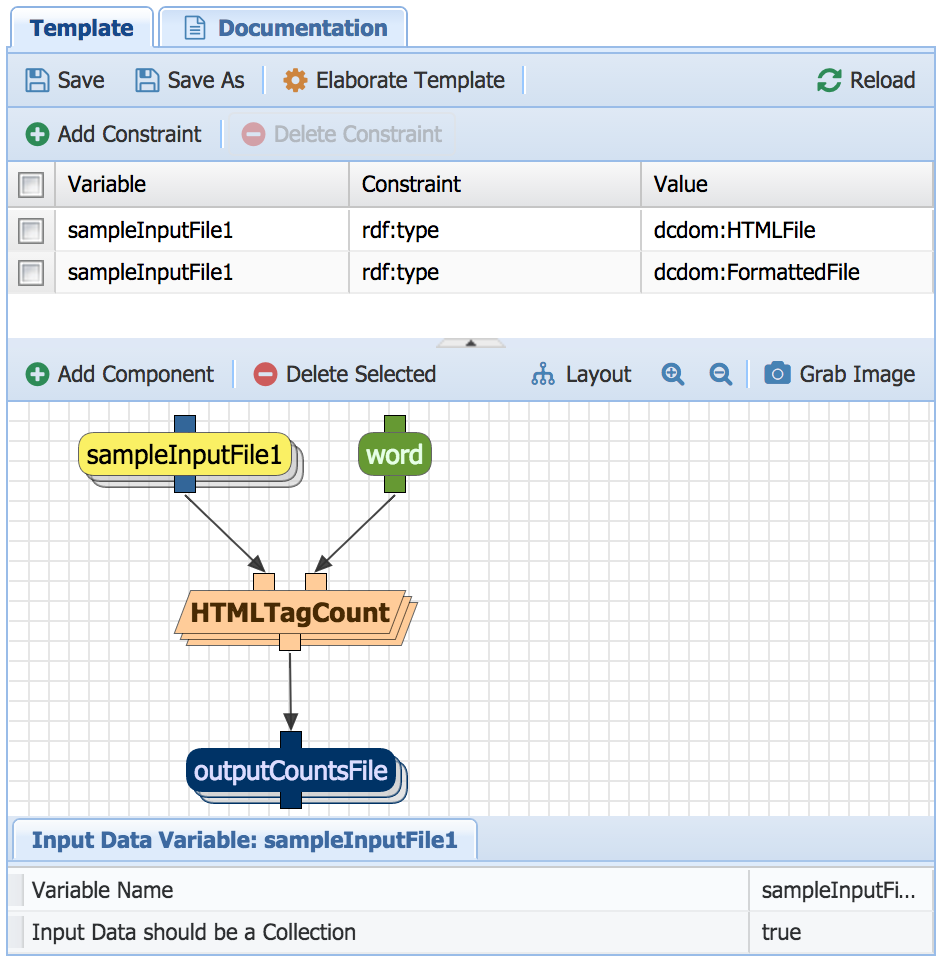 Template Documentation
Save Save As Elaborate Template Reload
Add Constraint Delete Constraint
Variable Constraint Value
sampleInputFile1 rdf:type dcdom:HTMLFile
sampleInputFile1 rdf:type dcdom:FormattedFile
Add Component Delete Selected Layout Grab Image
sampleInputFile1 word
HTMLTagCount
outputCountsFile
Input Data Variable: sampleInputFile1
Variable Name sampleInputFi...
Input Data should be a Collection true